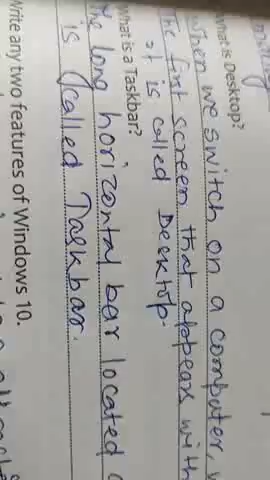 What is Desktop?
When we switch on a computer,
the first screen that appears with
it is called Desktop.
What is a Taskbar?
The long horizontal bar located
is called Taskbar.
Write any two features of Windows 10.